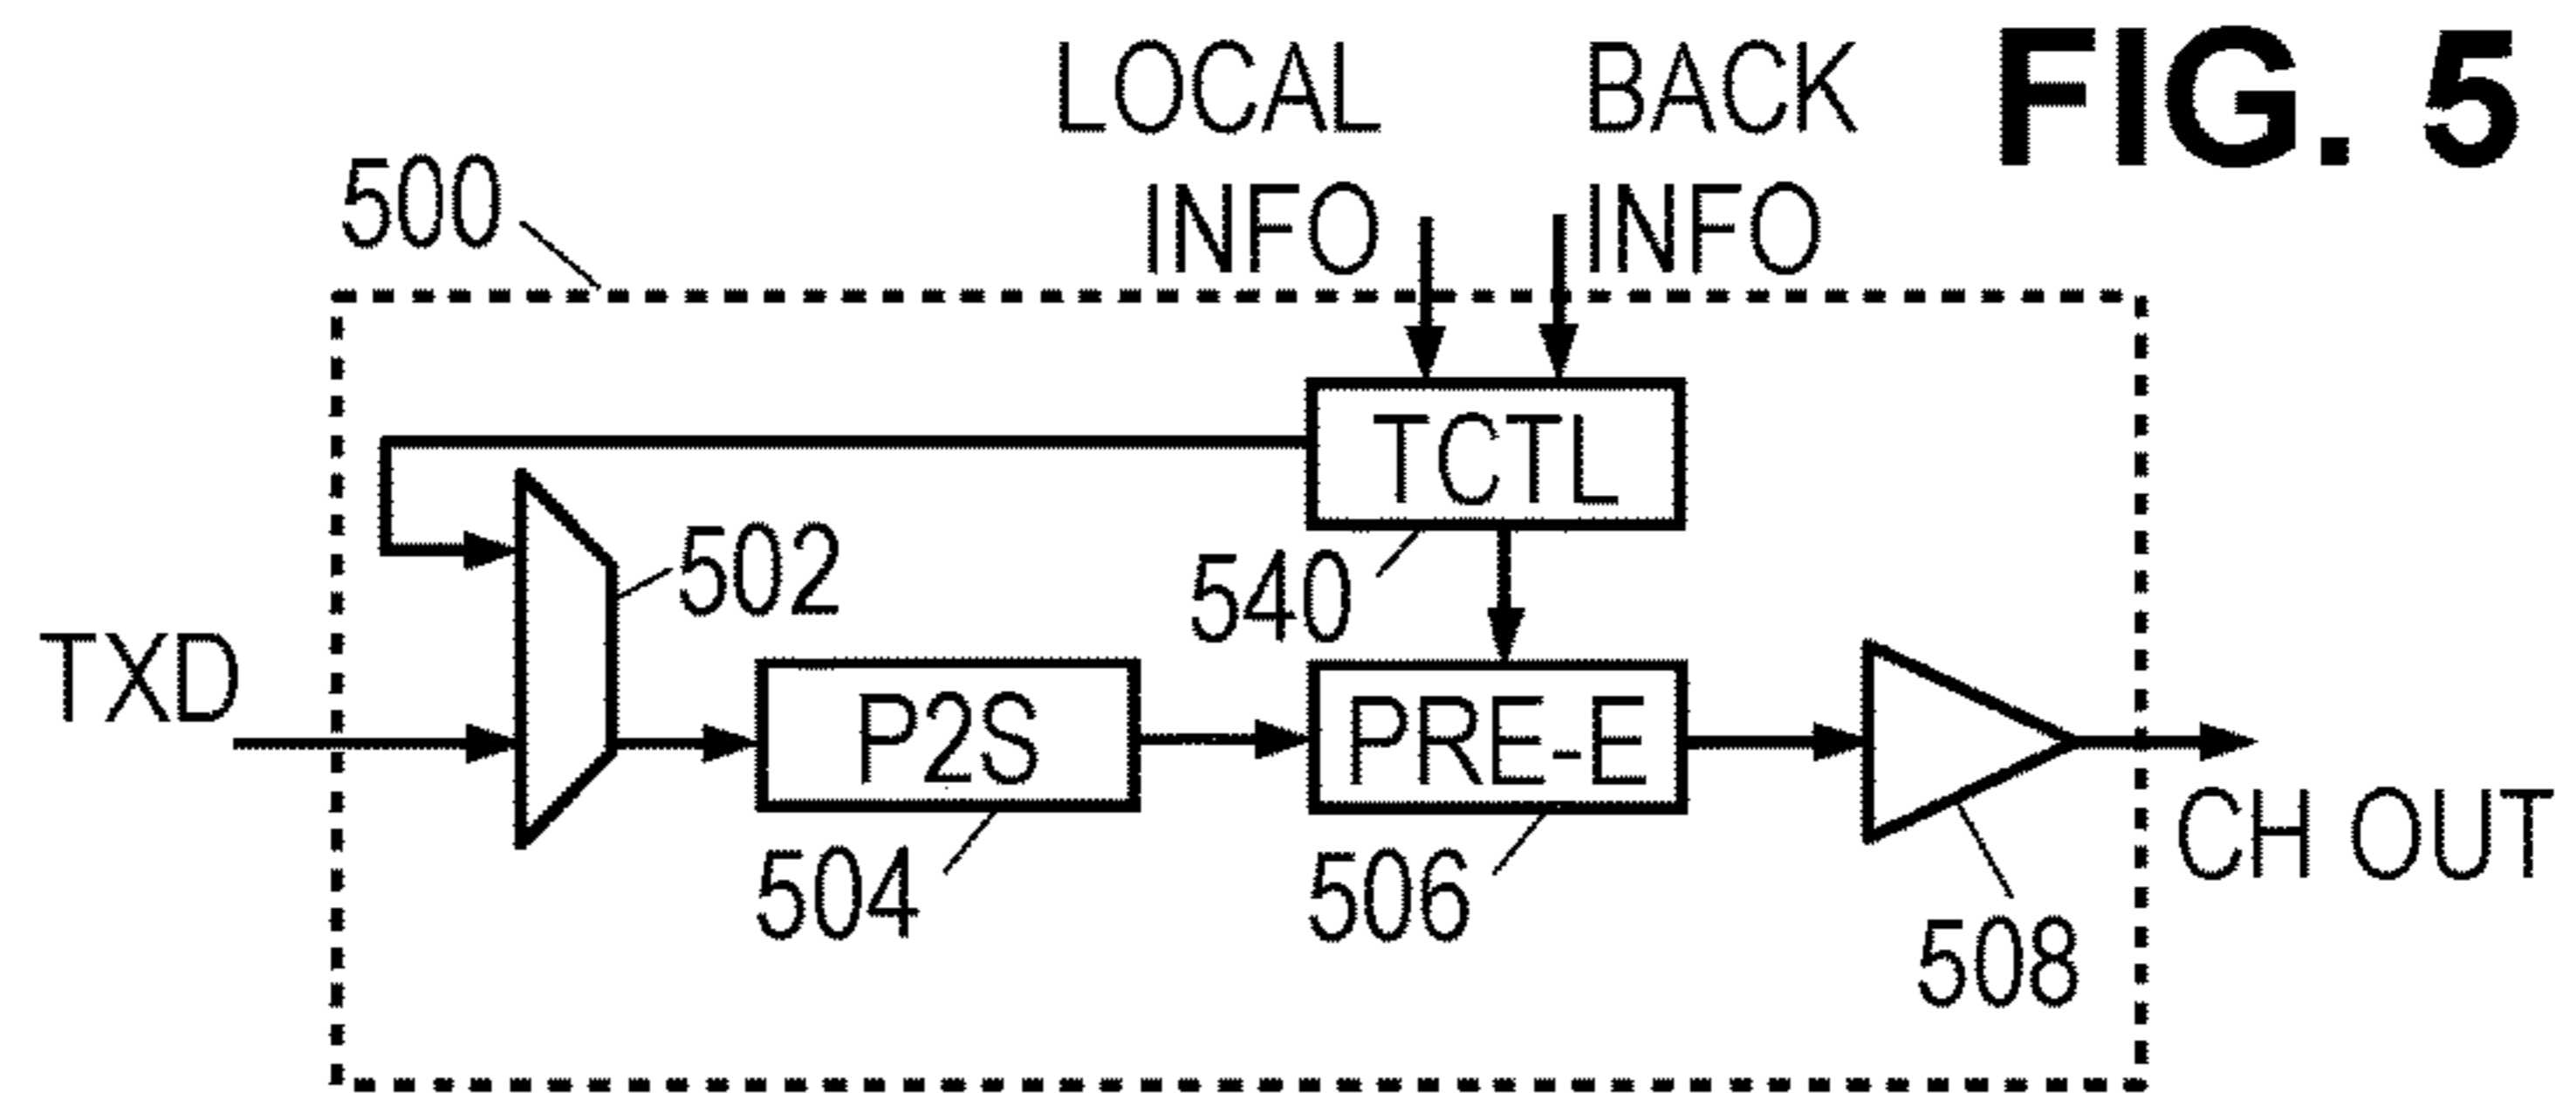 FIG. 5
LOCAL
INFO
BACK
INFO
500
TCTL
502
540
TXD
P2S
PRE-E
504
506
508
CH OUT